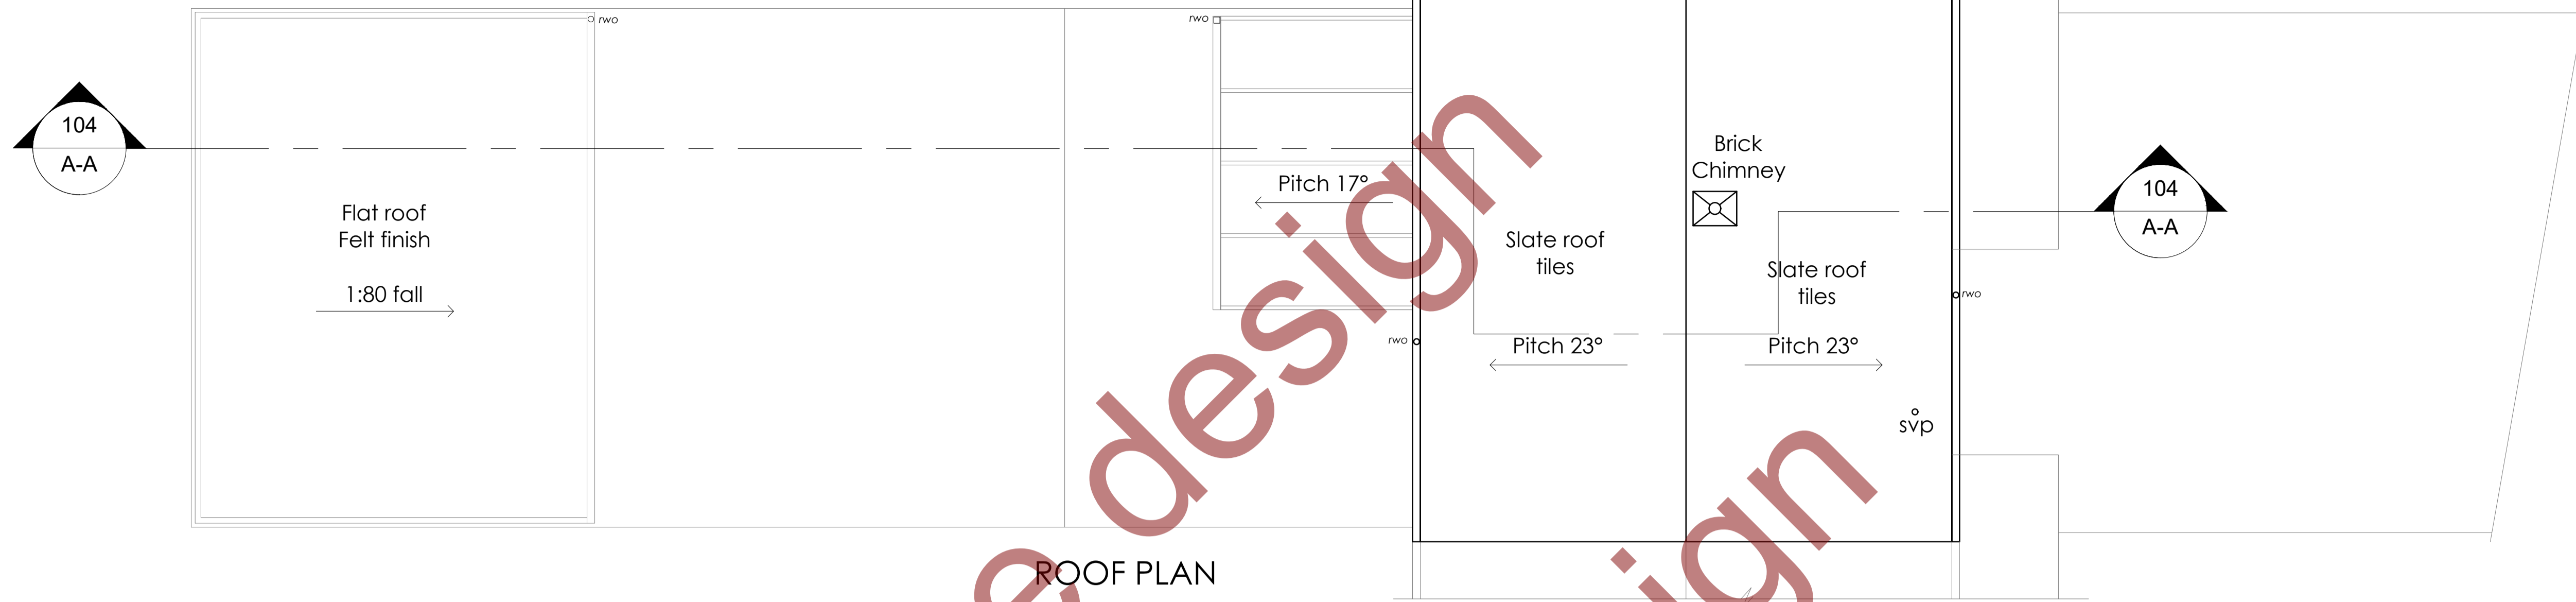 rwo
rwo
104
A-A
Flat roof
Felt finish
1:80 fall
Pitch 17°
rwo
Slate roof
tiles
Pitch 23°
Brick
Chimney
Slate roof
tiles
Pitch 23°
rwo
svp
104
A-A
ROOF PLAN
e design
ign